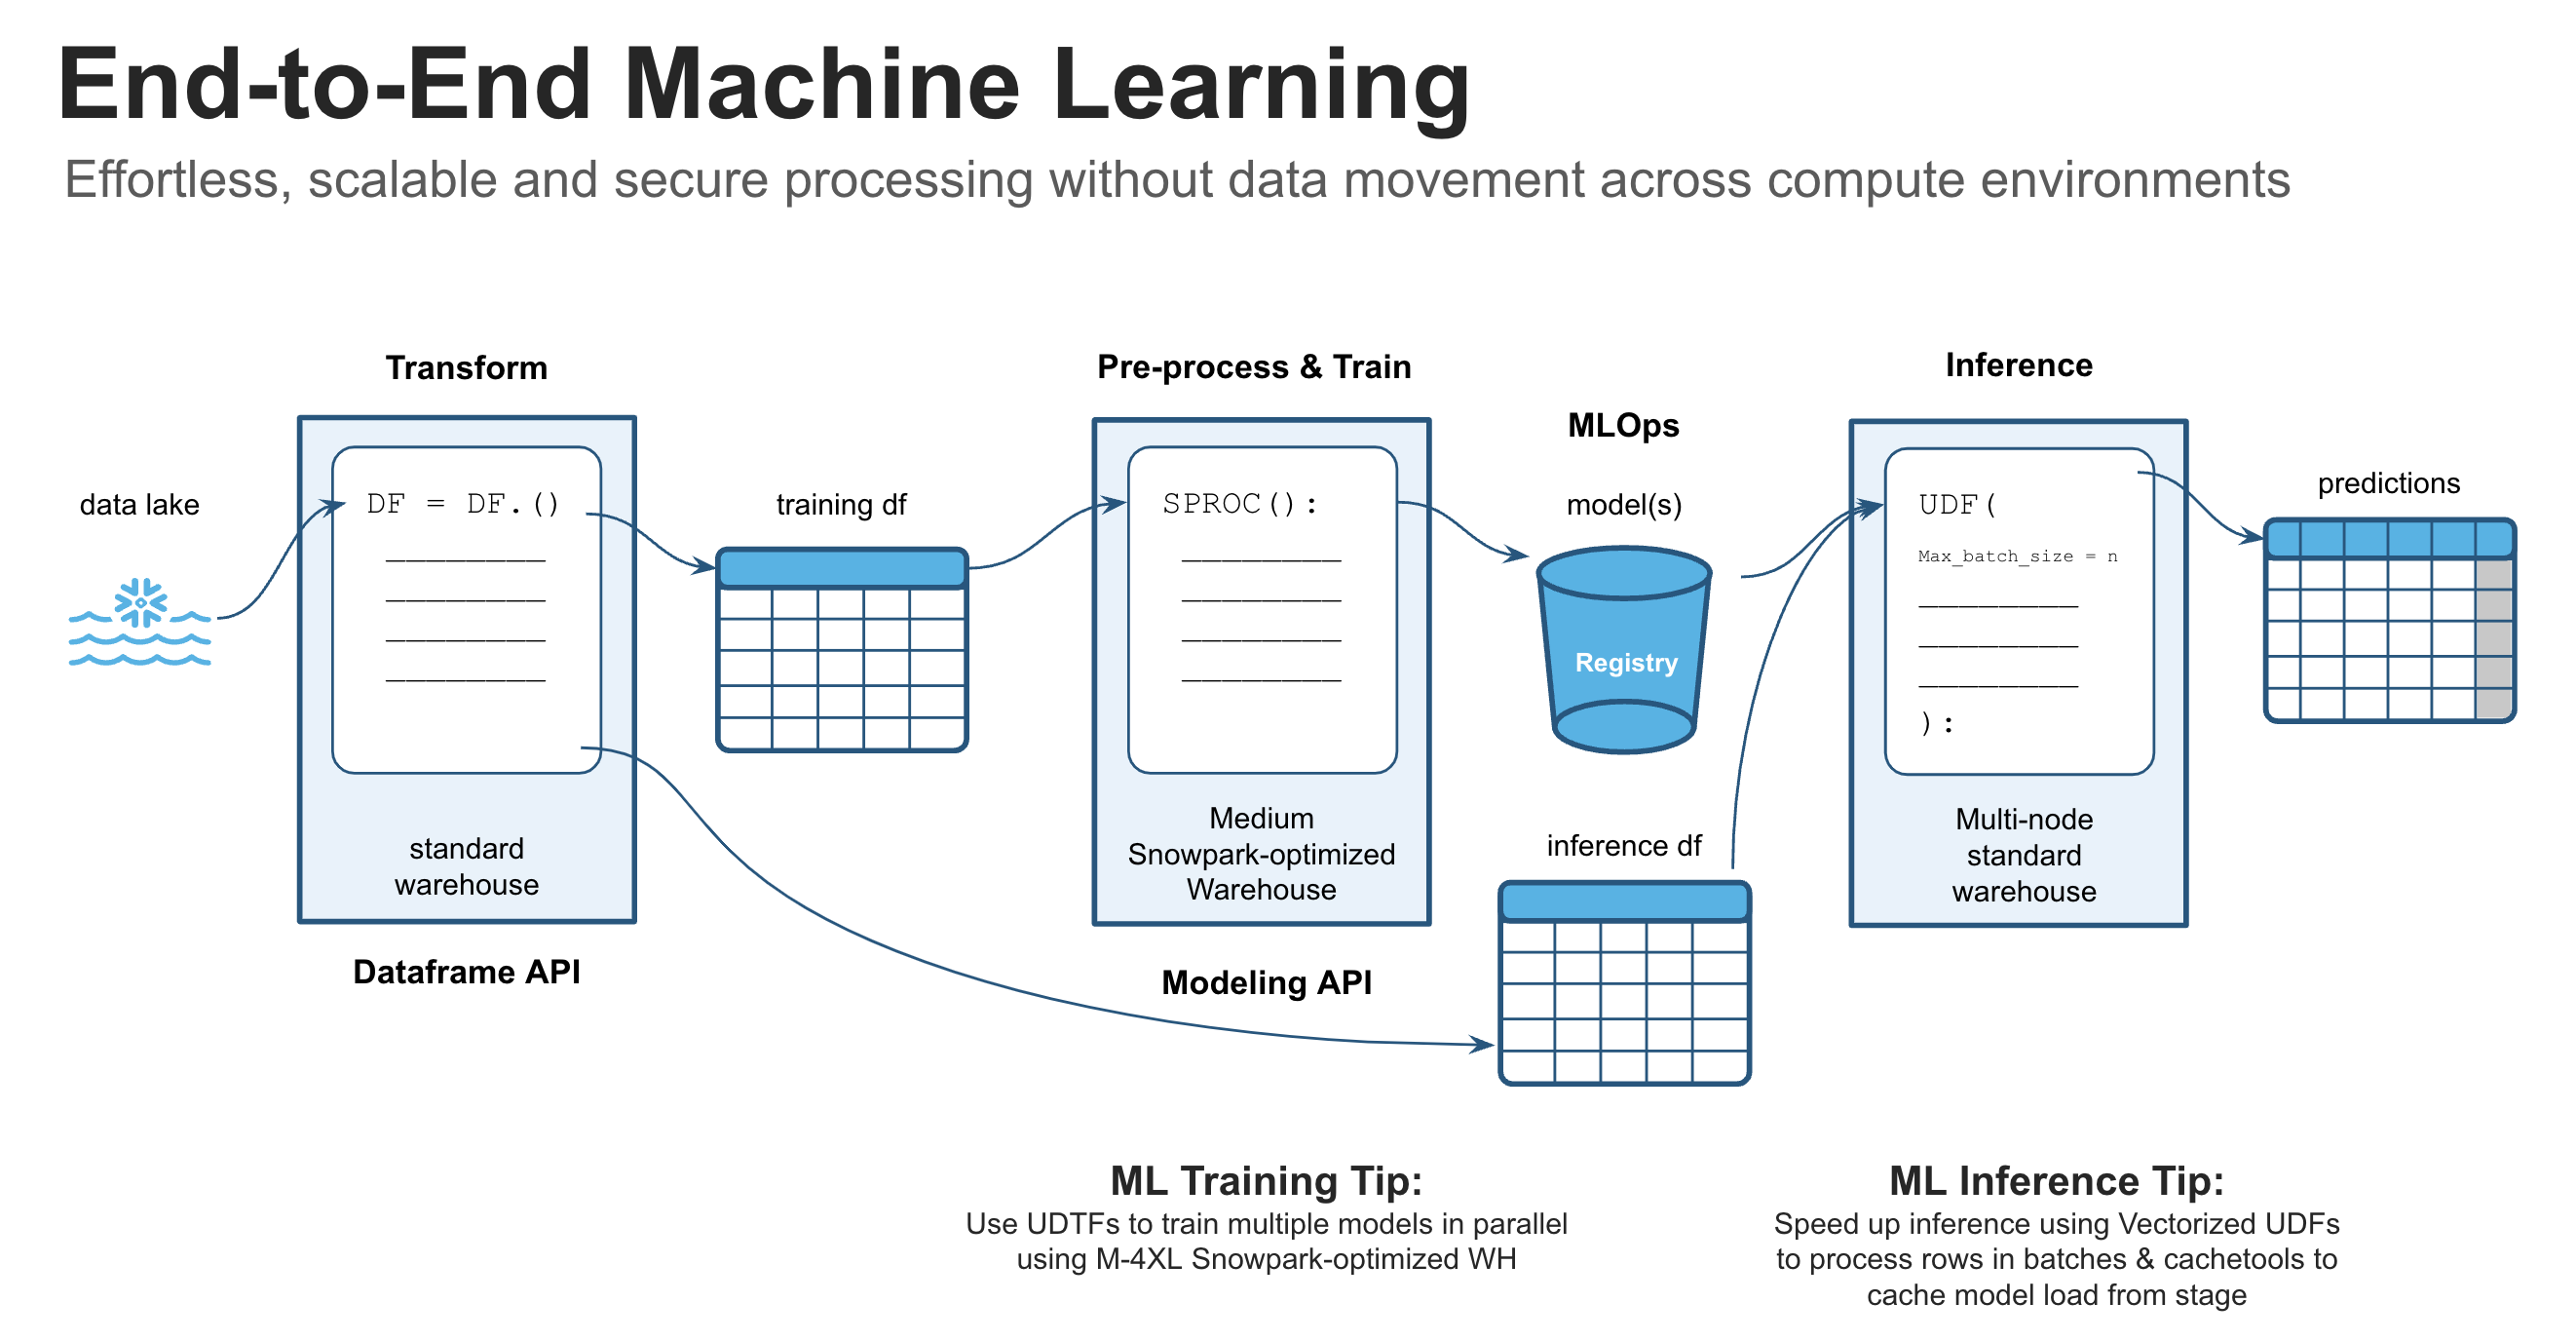 End-to-End Machine Learning
Effortless, scalable and secure processing without data movement across compute environments
data lake
Transform
DF = DF.()
standard
warehouse
Dataframe API
training df
Pre-process & Train
SPROC():
Medium
Snowpark-optimized
Warehouse
Modeling API
MLOps
model(s)
Registry
inference df
Inference
UDF(
Max_batch_size = n
):
Multi-node
standard
warehouse
predictions
ML Training Tip:
Use UDTFs to train multiple models in parallel
using M-4XL Snowpark-optimized WH
ML Inference Tip:
Speed up inference using Vectorized UDFs
to process rows in batches & cachetools to
cache model load from stage